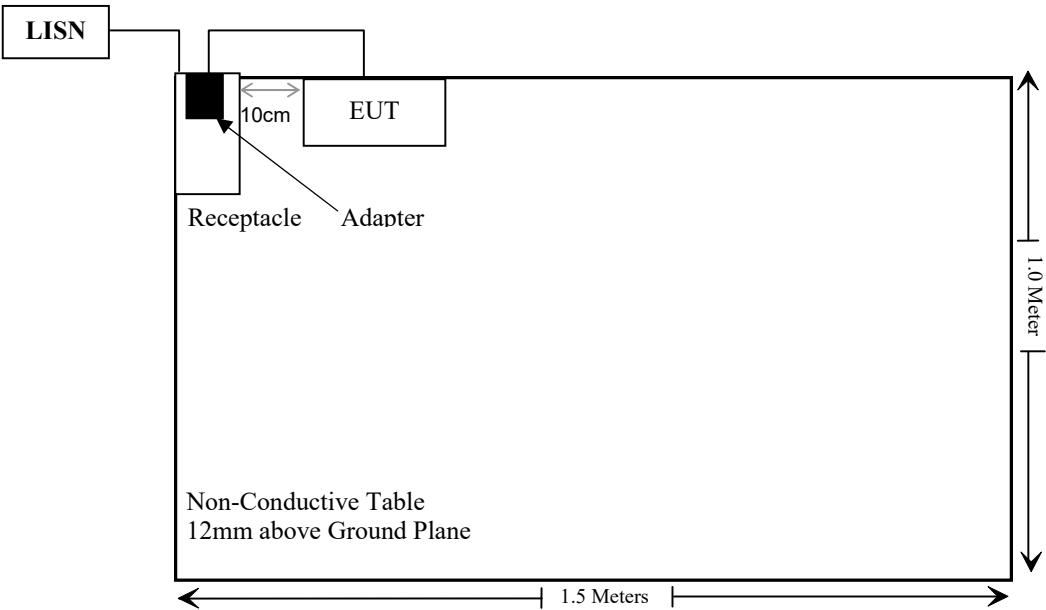 LISN
10cm
EUT
Receptacle
Adapter
1.0 Meter
Non-Conductive Table
12mm above Ground Plane
1.5 Meters